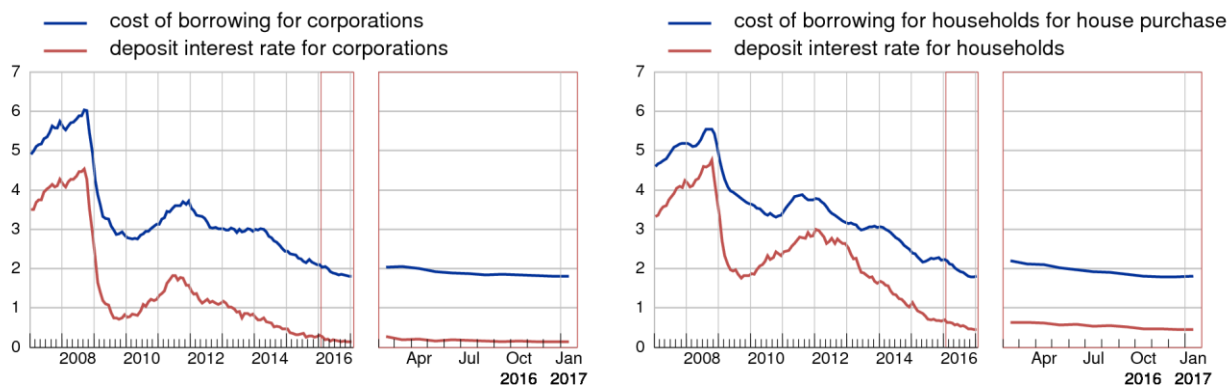 cost of borrowing for corporations
deposit interest rate for corporations
7
6
5
4
3
2
1
0
2008 2010 2012 2014 2016
Apr Jul Oct Jan
2016 2017
cost of borrowing for households for house purchase
deposit interest rate for households
7
6
5
4
3
2
1
0
2008 2010 2012 2014 2016
Apr Jul Oct Jan
2016 2017